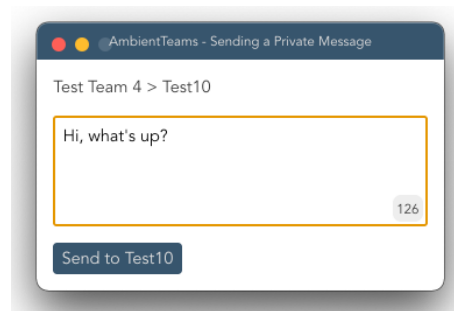 AmbientTeams - Sending a Private Message
Test Team 4 > Test10
Hi, what's up?
126
Send to Test10